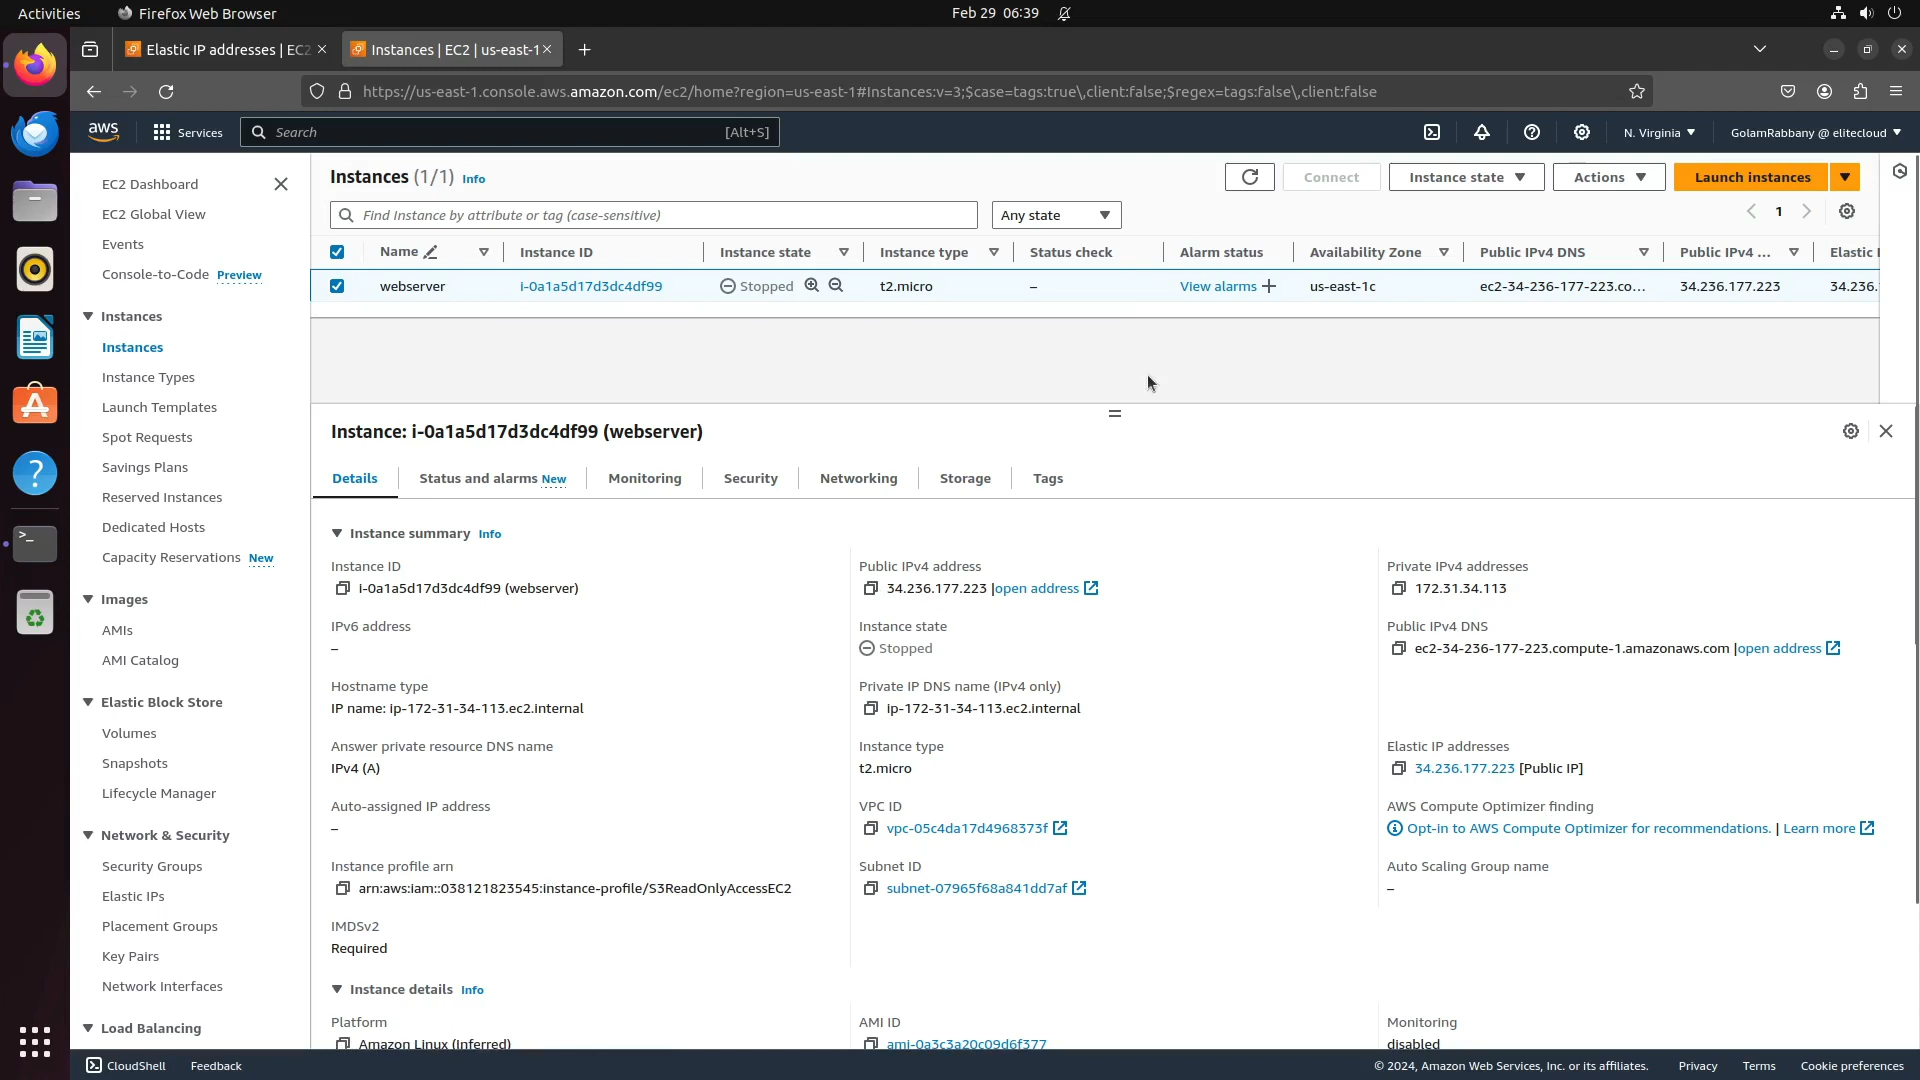 Activities
Firefox Web Browser
Feb 29 06:39
Elastic IP addresses | EC2
Instances | EC2 | us-east-1
https://us-east-1.console.aws.amazon.com/ec2/home?region=us-east-1#Instances:v=3;$case=tags:true\,client:false;$regex=tags:false\,client:false
aws
Services
Search
[Alt+S]
N. Virginia
GolamRabbany @ elitecloud
EC2 Dashboard
EC2 Global View
Events
Console-to-Code Preview
Instances
Instances
Instance Types
Launch Templates
Spot Requests
Savings Plans
Reserved Instances
Dedicated Hosts
Capacity Reservations New
Images
AMIs
AMI Catalog
Elastic Block Store
Volumes
Snapshots
Lifecycle Manager
Network & Security
Security Groups
Elastic IPs
Placement Groups
Key Pairs
Network Interfaces
Load Balancing
Instances (1/1) Info
Connect
Instance state
Actions
Launch instances
Find Instance by attribute or tag (case-sensitive)
Any state
1
Name
Instance ID
Instance state
Instance type
Status check
Alarm status
Availability Zone
Public IPv4 DNS
Public IPv4 ...
Elastic I
webserver
i-0a1a5d17d3dc4df99
Stopped
t2.micro
–
View alarms
us-east-1c
ec2-34-236-177-223.co...
34.236.177.223
34.236.
Instance: i-0a1a5d17d3dc4df99 (webserver)
Details
Status and alarms New
Monitoring
Security
Networking
Storage
Tags
Instance summary Info
Instance ID
i-0a1a5d17d3dc4df99 (webserver)
Public IPv4 address
34.236.177.223 |open address
Private IPv4 addresses
172.31.34.113
IPv6 address
–
Instance state
Stopped
Public IPv4 DNS
ec2-34-236-177-223.compute-1.amazonaws.com |open address
Hostname type
IP name: ip-172-31-34-113.ec2.internal
Private IP DNS name (IPv4 only)
ip-172-31-34-113.ec2.internal
Answer private resource DNS name
IPv4 (A)
Instance type
t2.micro
Elastic IP addresses
34.236.177.223 [Public IP]
Auto-assigned IP address
–
VPC ID
vpc-05c4da17d4968373f
AWS Compute Optimizer finding
Opt-in to AWS Compute Optimizer for recommendations. | Learn more
Instance profile arn
arn:aws:iam::038121823545:instance-profile/S3ReadOnlyAccessEC2
Subnet ID
subnet-07965f68a841dd7af
Auto Scaling Group name
–
IMDSv2
Required
Instance details Info
Platform
Amazon Linux (Inferred)
AMI ID
ami-0a3c3a20c09d6f377
Monitoring
disabled
CloudShell
Feedback
© 2024, Amazon Web Services, Inc. or its affiliates.
Privacy
Terms
Cookie preferences